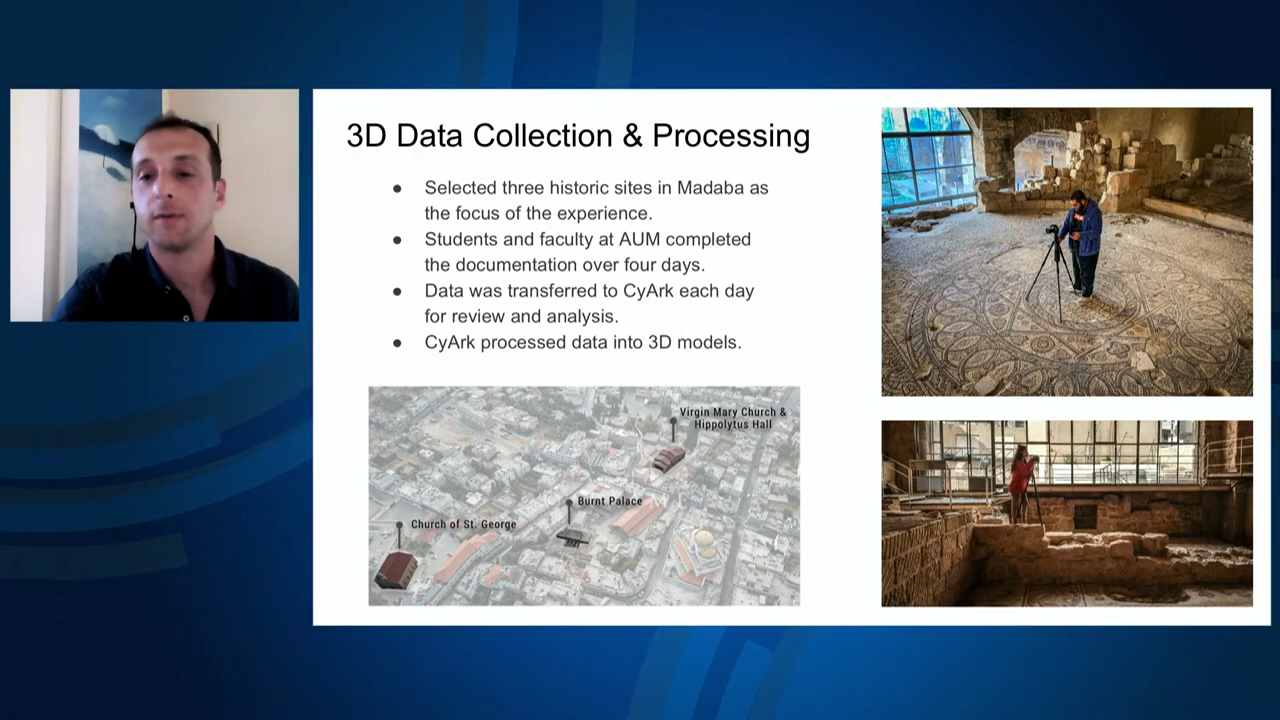 3D Data Collection & Processing
● Selected three historic sites in Madaba as
the focus of the experience.
● Students and faculty at AUM completed
the documentation over four days.
● Data was transferred to CyArk each day
for review and analysis.
● CyArk processed data into 3D models.
Virgin Mary Church &
Hippolytus Hall
Burnt Palace
Church of St. George